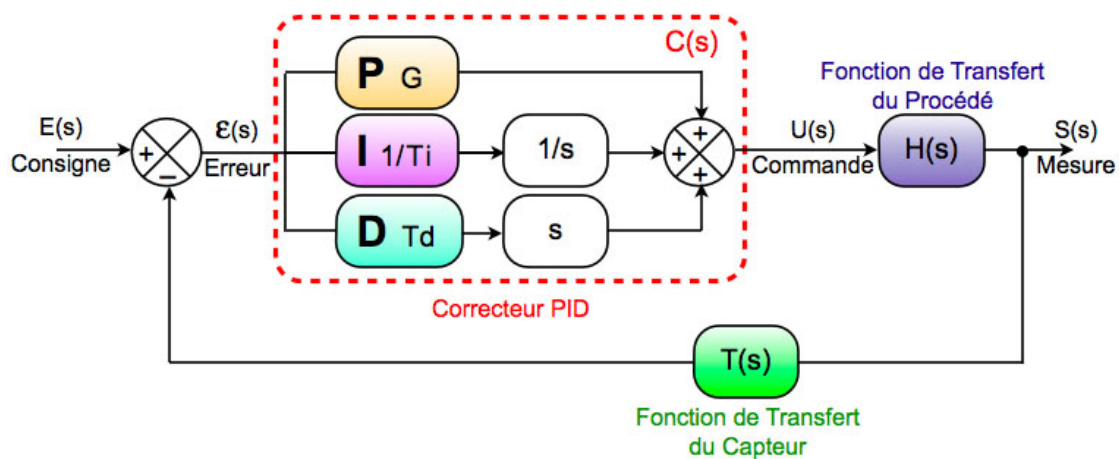 C(s)
P G
Fonction de Transfert
du Procédé
E(s)
Consigne
+
−
Ɛ(s)
Erreur
I 1/Ti
1/s
+
+
+
U(s)
Commande
H(s)
S(s)
Mesure
D Td
s
Correcteur PID
T(s)
Fonction de Transfert
du Capteur